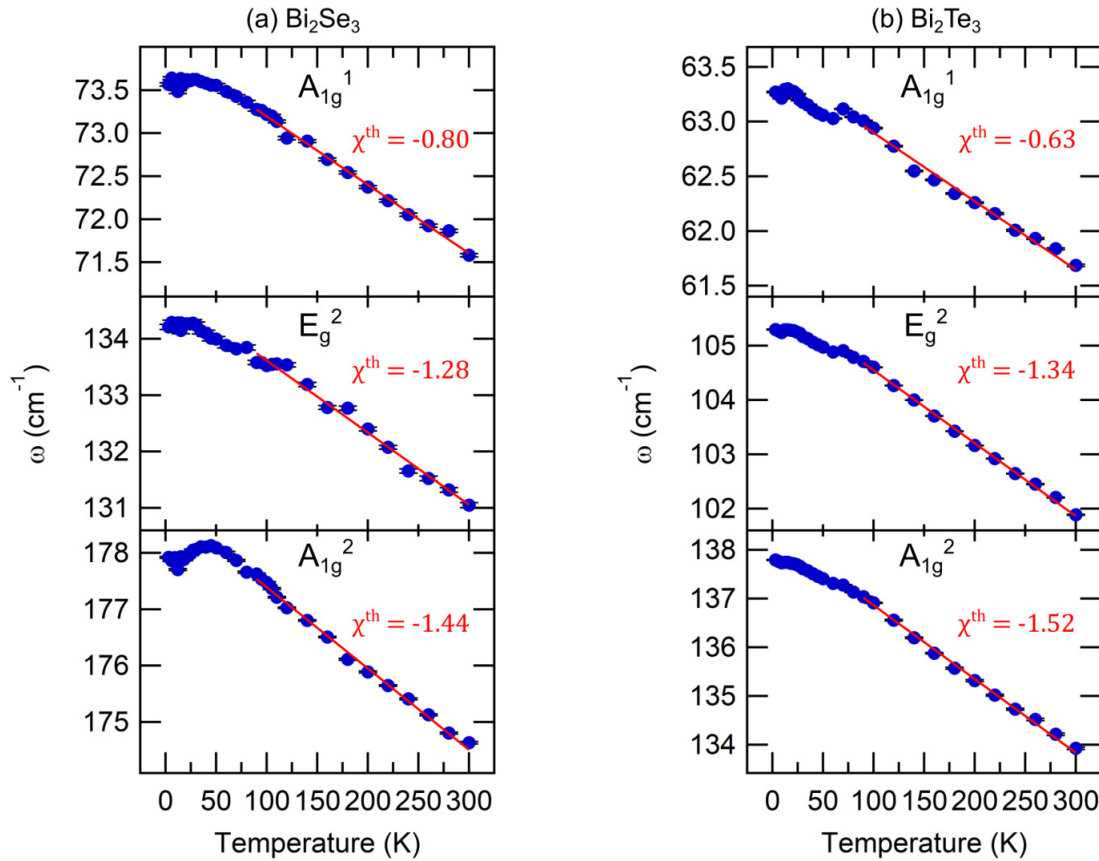 (a) Bi₂Se₃
A₁g¹
73.5
73.0
72.5
72.0
71.5
χᵗʰ = -0.80
E_g²
134
133
132
131
χᵗʰ = -1.28
A₁g²
178
177
176
175
χᵗʰ = -1.44
ω (cm⁻¹)
0 50 100 150 200 250 300
Temperature (K)
(b) Bi₂Te₃
A₁g¹
63.5
63.0
62.5
62.0
61.5
χᵗʰ = -0.63
E_g²
105
104
103
102
χᵗʰ = -1.34
A₁g²
138
137
136
135
134
χᵗʰ = -1.52
ω (cm⁻¹)
0 50 100 150 200 250 300
Temperature (K)